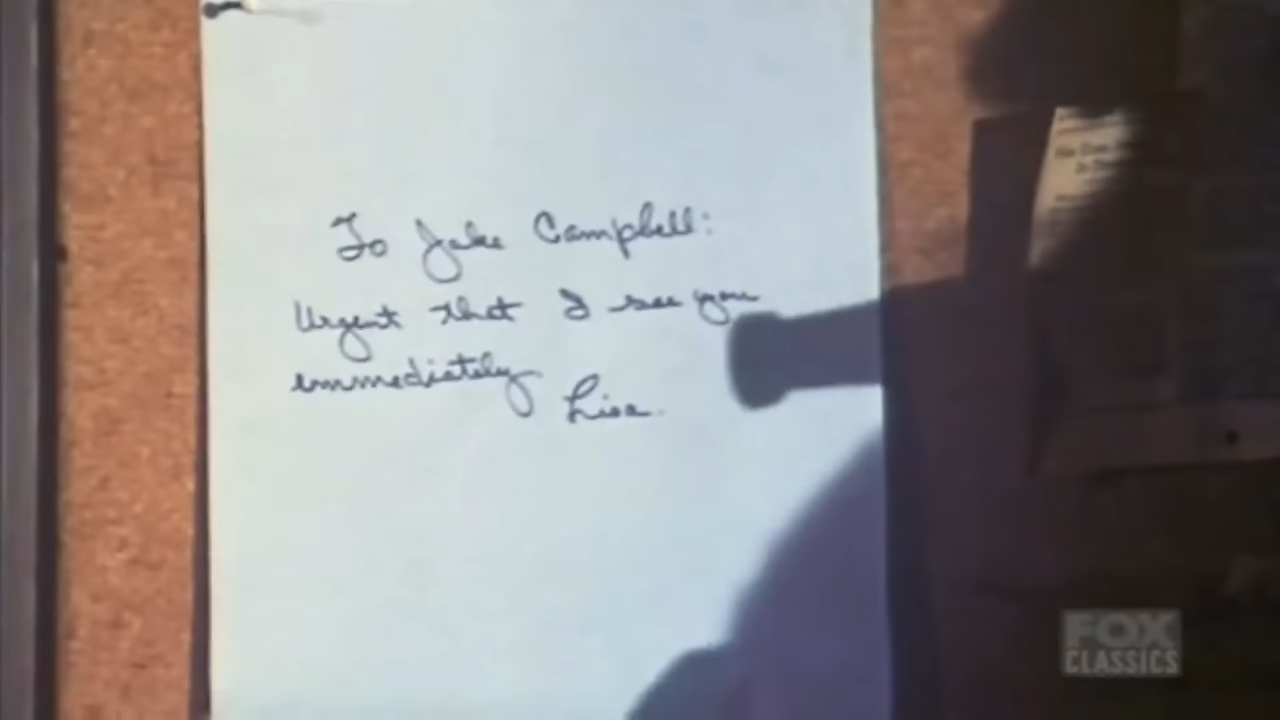 To Jake Campbell:
Urgent that I see you
immediately.
Lisa.
FOX
CLASSICS